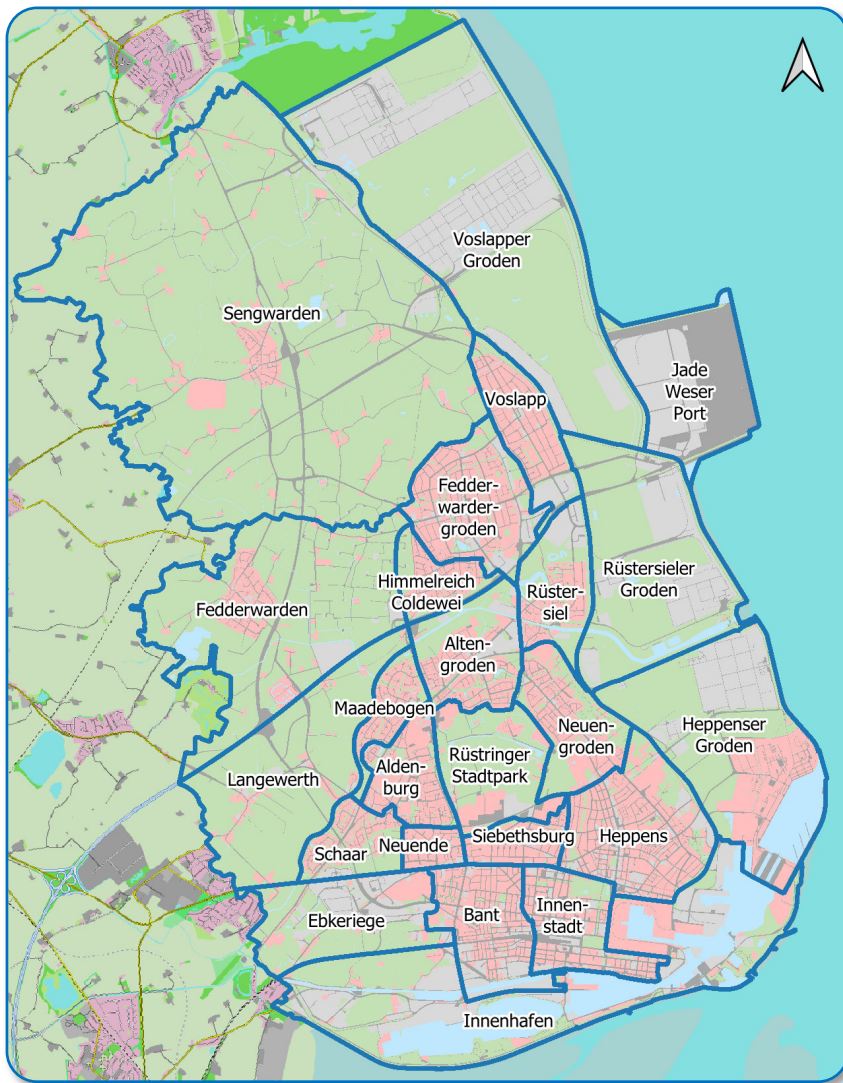 Voslapper
Groden
Sengwarden
Jade
Weser
Port
Voslapp
Fedder-
warder-
groden
Himmelreich
Coldewei
Rüster-
siel
Rüstersieler
Groden
Fedderwarden
Alten-
groden
Maadebogen
Neuen-
groden
Heppenser
Groden
Rüstringer
Stadtpark
Alden-
burg
Langewerth
Schaar
Neuende
Siebethsburg
Heppens
Ebkeriege
Bant
Innen-
stadt
Innenhafen